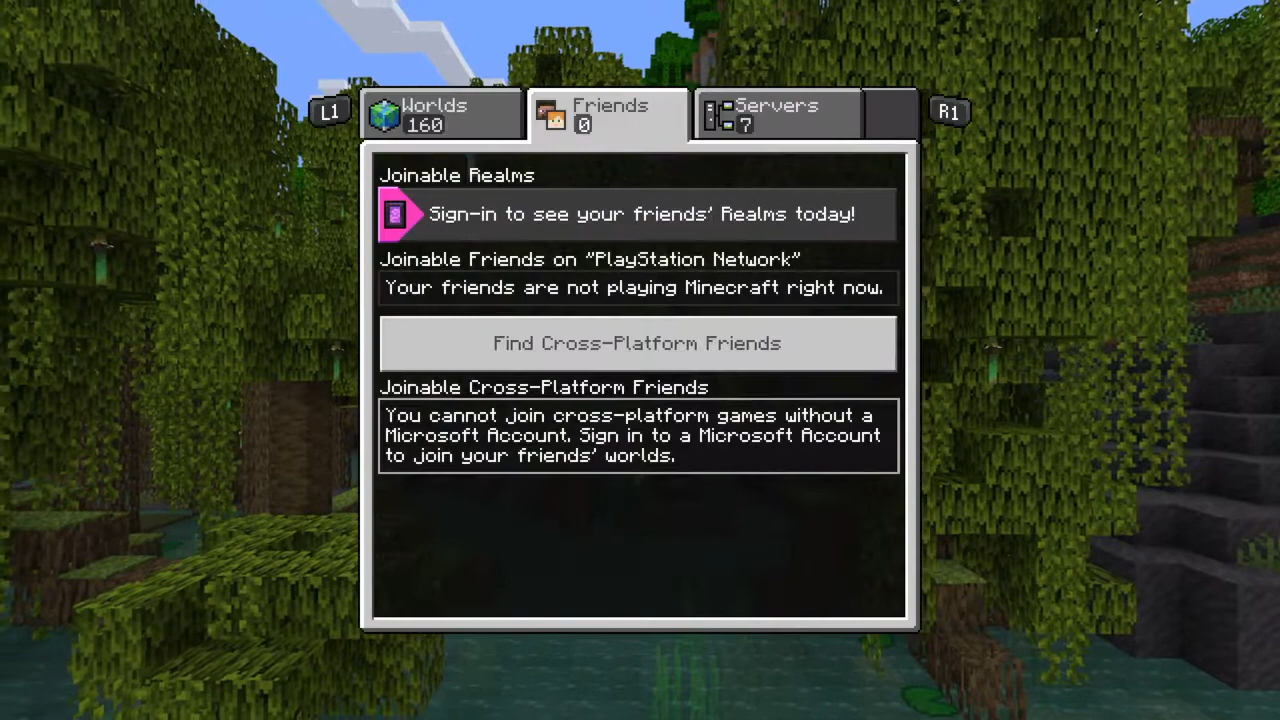 L1
Worlds
160
Friends
0
Servers
7
R1
Joinable Realms
Sign-in to see your friends' Realms today!
Joinable Friends on "PlayStation Network"
Your friends are not playing Minecraft right now.
Find Cross-Platform Friends
Joinable Cross-Platform Friends
You cannot join cross-platform games without a
Microsoft Account. Sign in to a Microsoft Account
to join your friends' worlds.